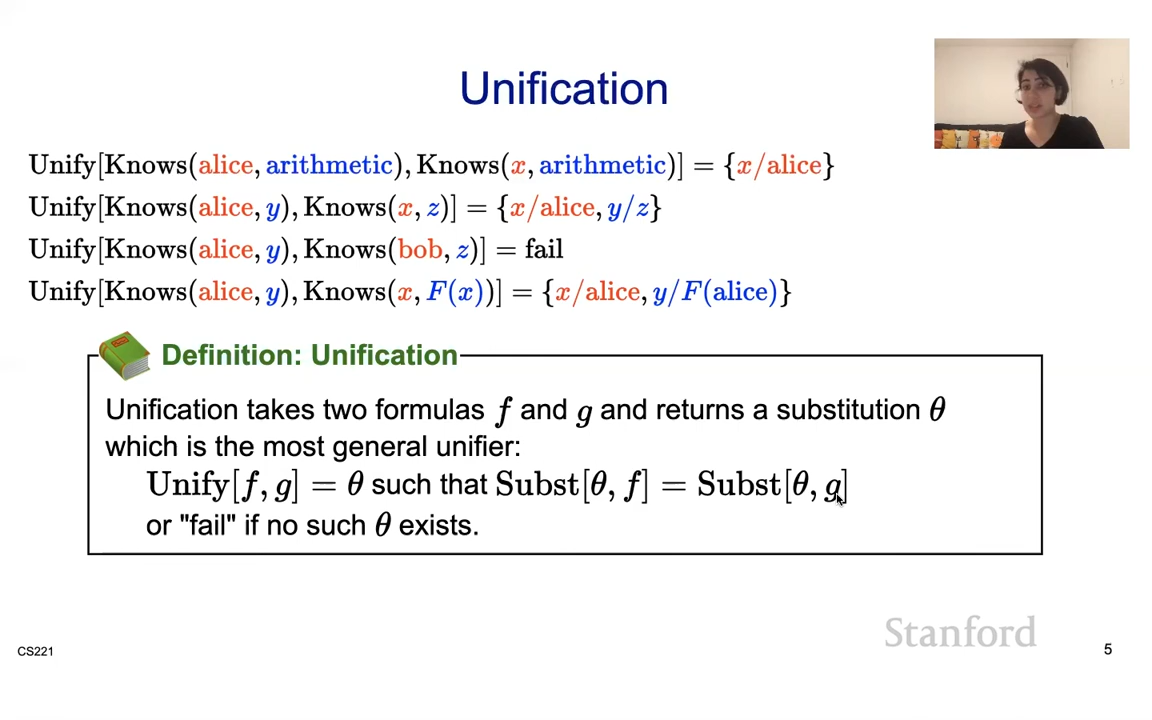 Unification
Unify[Knows(alice, arithmetic), Knows(x, arithmetic)] = {x/alice}
Unify[Knows(alice, y), Knows(x, z)] = {x/alice, y/z}
Unify[Knows(alice, y), Knows(bob, z)] = fail
Unify[Knows(alice, y), Knows(x, F(x))] = {x/alice, y/F(alice)}
Definition: Unification
Unification takes two formulas f and g and returns a substitution θ
which is the most general unifier:
Unify[f, g] = θ such that Subst[θ, f] = Subst[θ, g]
or "fail" if no such θ exists.
Stanford
CS221
5